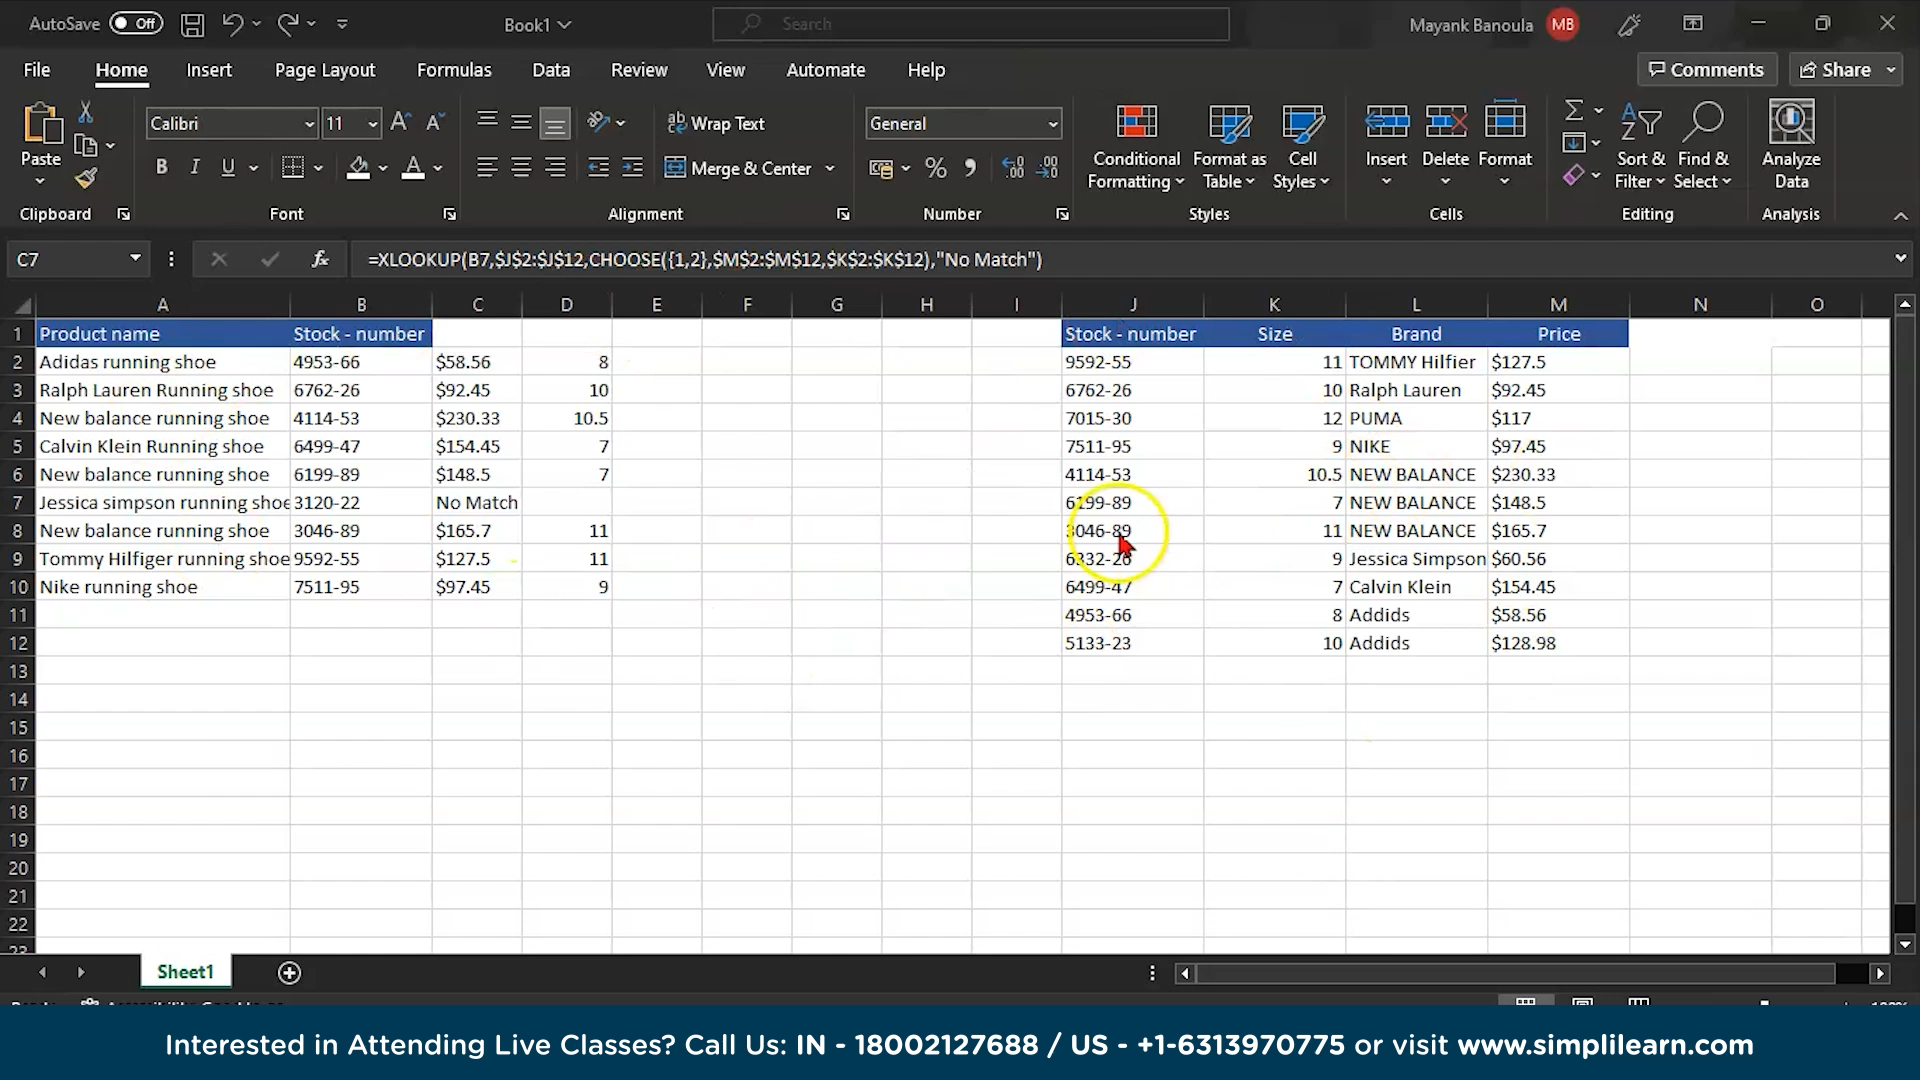 AutoSave Off Book1 Search Mayank Banoula MB
File Home Insert Page Layout Formulas Data Review View Automate Help Comments Share
Paste Calibri 11 Wrap Text General Conditional Formatting Format as Table Cell Styles Insert Delete Format Sort & Filter Find & Select Analyze Data
B I U Merge & Center
Clipboard Font Alignment Number Styles Cells Editing Analysis
C7 fx =XLOOKUP(B7,$J$2:$J$12,CHOOSE({1,2},$M$2:$M$12,$K$2:$K$12),"No Match")
A B C D E F G H I J K L M N O
1 Product name Stock - number Stock - number Size Brand Price
2 Adidas running shoe 4953-66 $58.56 8 9592-55 11 TOMMY Hilfier $127.5
3 Ralph Lauren Running shoe 6762-26 $92.45 10 6762-26 10 Ralph Lauren $92.45
4 New balance running shoe 4114-53 $230.33 10.5 7015-30 12 PUMA $117
5 Calvin Klein Running shoe 6499-47 $154.45 7 7511-95 9 NIKE $97.45
6 New balance running shoe 6199-89 $148.5 7 4114-53 10.5 NEW BALANCE $230.33
7 Jessica simpson running shoe 3120-22 No Match 6199-89 7 NEW BALANCE $148.5
8 New balance running shoe 3046-89 $165.7 11 3046-89 11 NEW BALANCE $165.7
9 Tommy Hilfiger running shoe 9592-55 $127.5 11 6332-26 9 Jessica Simpson $60.56
10 Nike running shoe 7511-95 $97.45 9 6499-47 7 Calvin Klein $154.45
11 4953-66 8 Addids $58.56
12 5133-23 10 Addids $128.98
13
14
15
16
17
18
19
20
21
22
23
Sheet1
Interested in Attending Live Classes? Call Us: IN - 18002127688 / US - +1-6313970775 or visit www.simplilearn.com